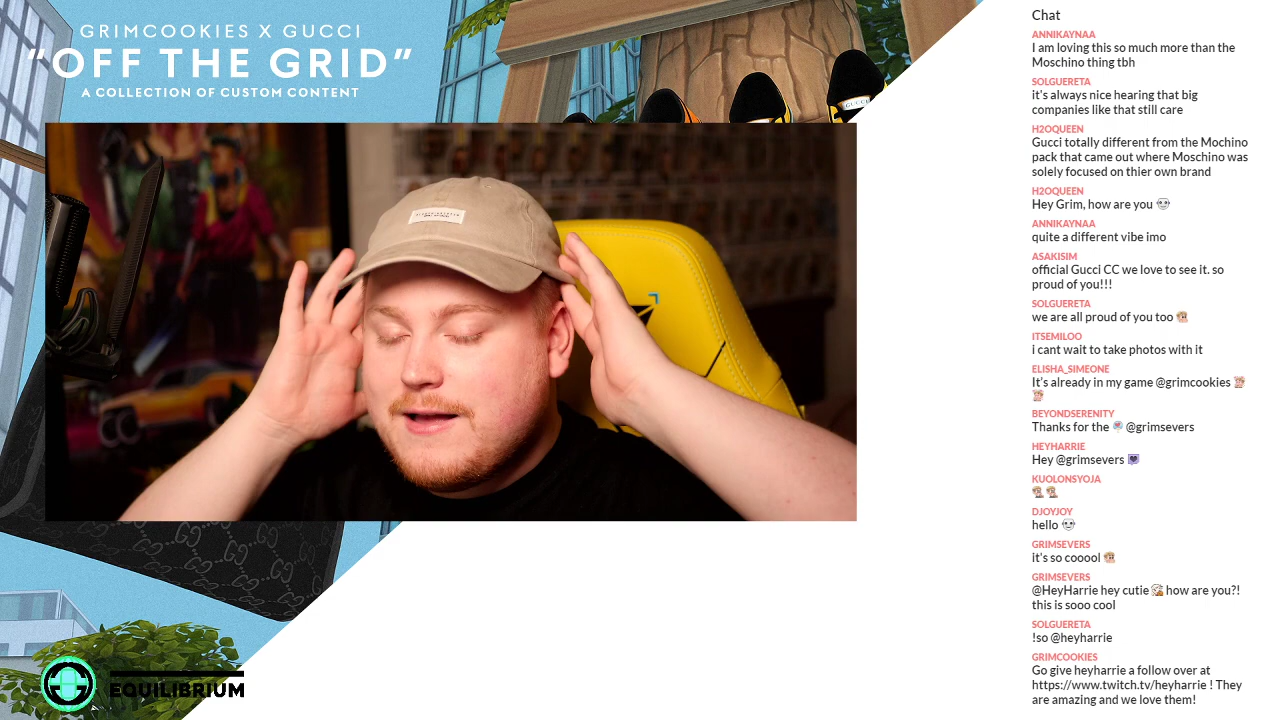 GRIMCOOKIES X GUCCI
"OFF THE GRID"
A COLLECTION OF CUSTOM CONTENT
GUCCI
EQUILIBRIUM
Chat
ANNIKAYNAA
I am loving this so much more than the
Moschino thing tbh
SOLGUERETA
it's always nice hearing that big
companies like that still care
H2OQUEEN
Gucci totally different from the Mochino
pack that came out where Moschino was
solely focused on thier own brand
H2OQUEEN
Hey Grim, how are you
ANNIKAYNAA
quite a different vibe imo
ASAKISIM
official Gucci CC we love to see it. so
proud of you!!!
SOLGUERETA
we are all proud of you too
ITSEMILOO
i cant wait to take photos with it
ELISHA_SIMEONE
It's already in my game @grimcookies
BEYONDSERENITY
Thanks for the @grimsevers
HEYHARRIE
Hey @grimsevers
KUOLONSYOJA
DJOYJOY
hello
GRIMSEVERS
it's so cooool
GRIMSEVERS
@HeyHarrie hey cutie how are you?!
this is sooo cool
SOLGUERETA
!so @heyharrie
GRIMCOOKIES
Go give heyharrie a follow over at
https://www.twitch.tv/heyharrie ! They
are amazing and we love them!